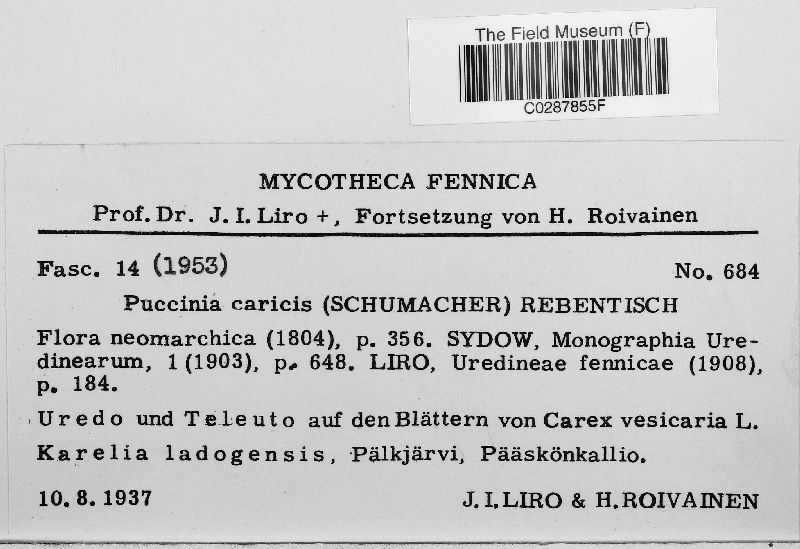 The Field Museum (F)
C0287855F
MYCOTHECA FENNICA
Prof. Dr. J. I. Liro +, Fortsetzung von H. Roivainen
Fasc. 14 (1953) No. 684
Puccinia caricis (SCHUMACHER) REBENTISCH
Flora neomarchica (1804), p. 356. SYDOW, Monographia Ure-
dinearum, 1 (1903), p. 648. LIRO, Uredineae fennicae (1908),
p. 184.
Uredo und Teleuto auf den Blättern von Carex vesicaria L.
Karelia ladogensis, Pälkjärvi, Pääskönkallio.
10. 8. 1937 J. I. LIRO & H. ROIVAINEN